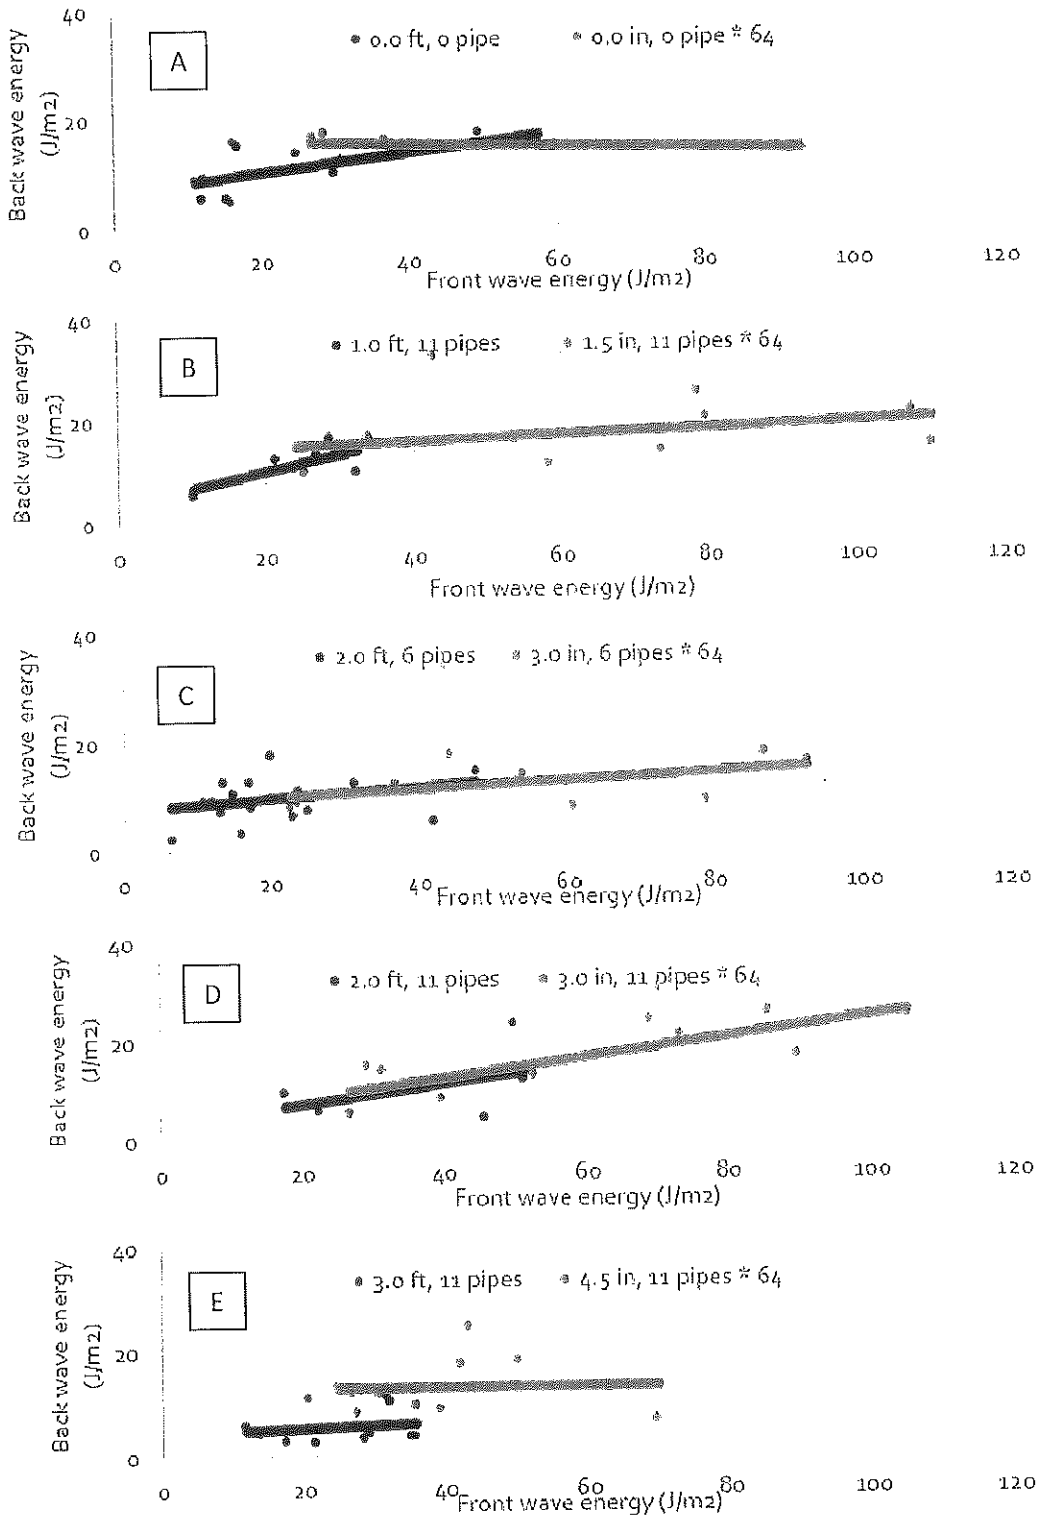 40
A
0.0 ft, 0 pipe
0.0 in, 0 pipe * 64
Back wave energy
(J/m2)
20
0
0 20 40 60 80 100 120
Front wave energy (J/m2)
40
B
1.0 ft, 11 pipes
1.5 in, 11 pipes * 64
Back wave energy
(J/m2)
20
0
0 20 40 60 80 100 120
Front wave energy (J/m2)
40
C
2.0 ft, 6 pipes
3.0 in, 6 pipes * 64
Back wave energy
(J/m2)
20
0
0 20 40 60 80 100 120
Front wave energy (J/m2)
40
D
2.0 ft, 11 pipes
3.0 in, 11 pipes * 64
Back wave energy
(J/m2)
20
0
0 20 40 60 80 100 120
Front wave energy (J/m2)
40
E
3.0 ft, 11 pipes
4.5 in, 11 pipes * 64
Back wave energy
(J/m2)
20
0
0 20 40 60 80 100 120
Front wave energy (J/m2)